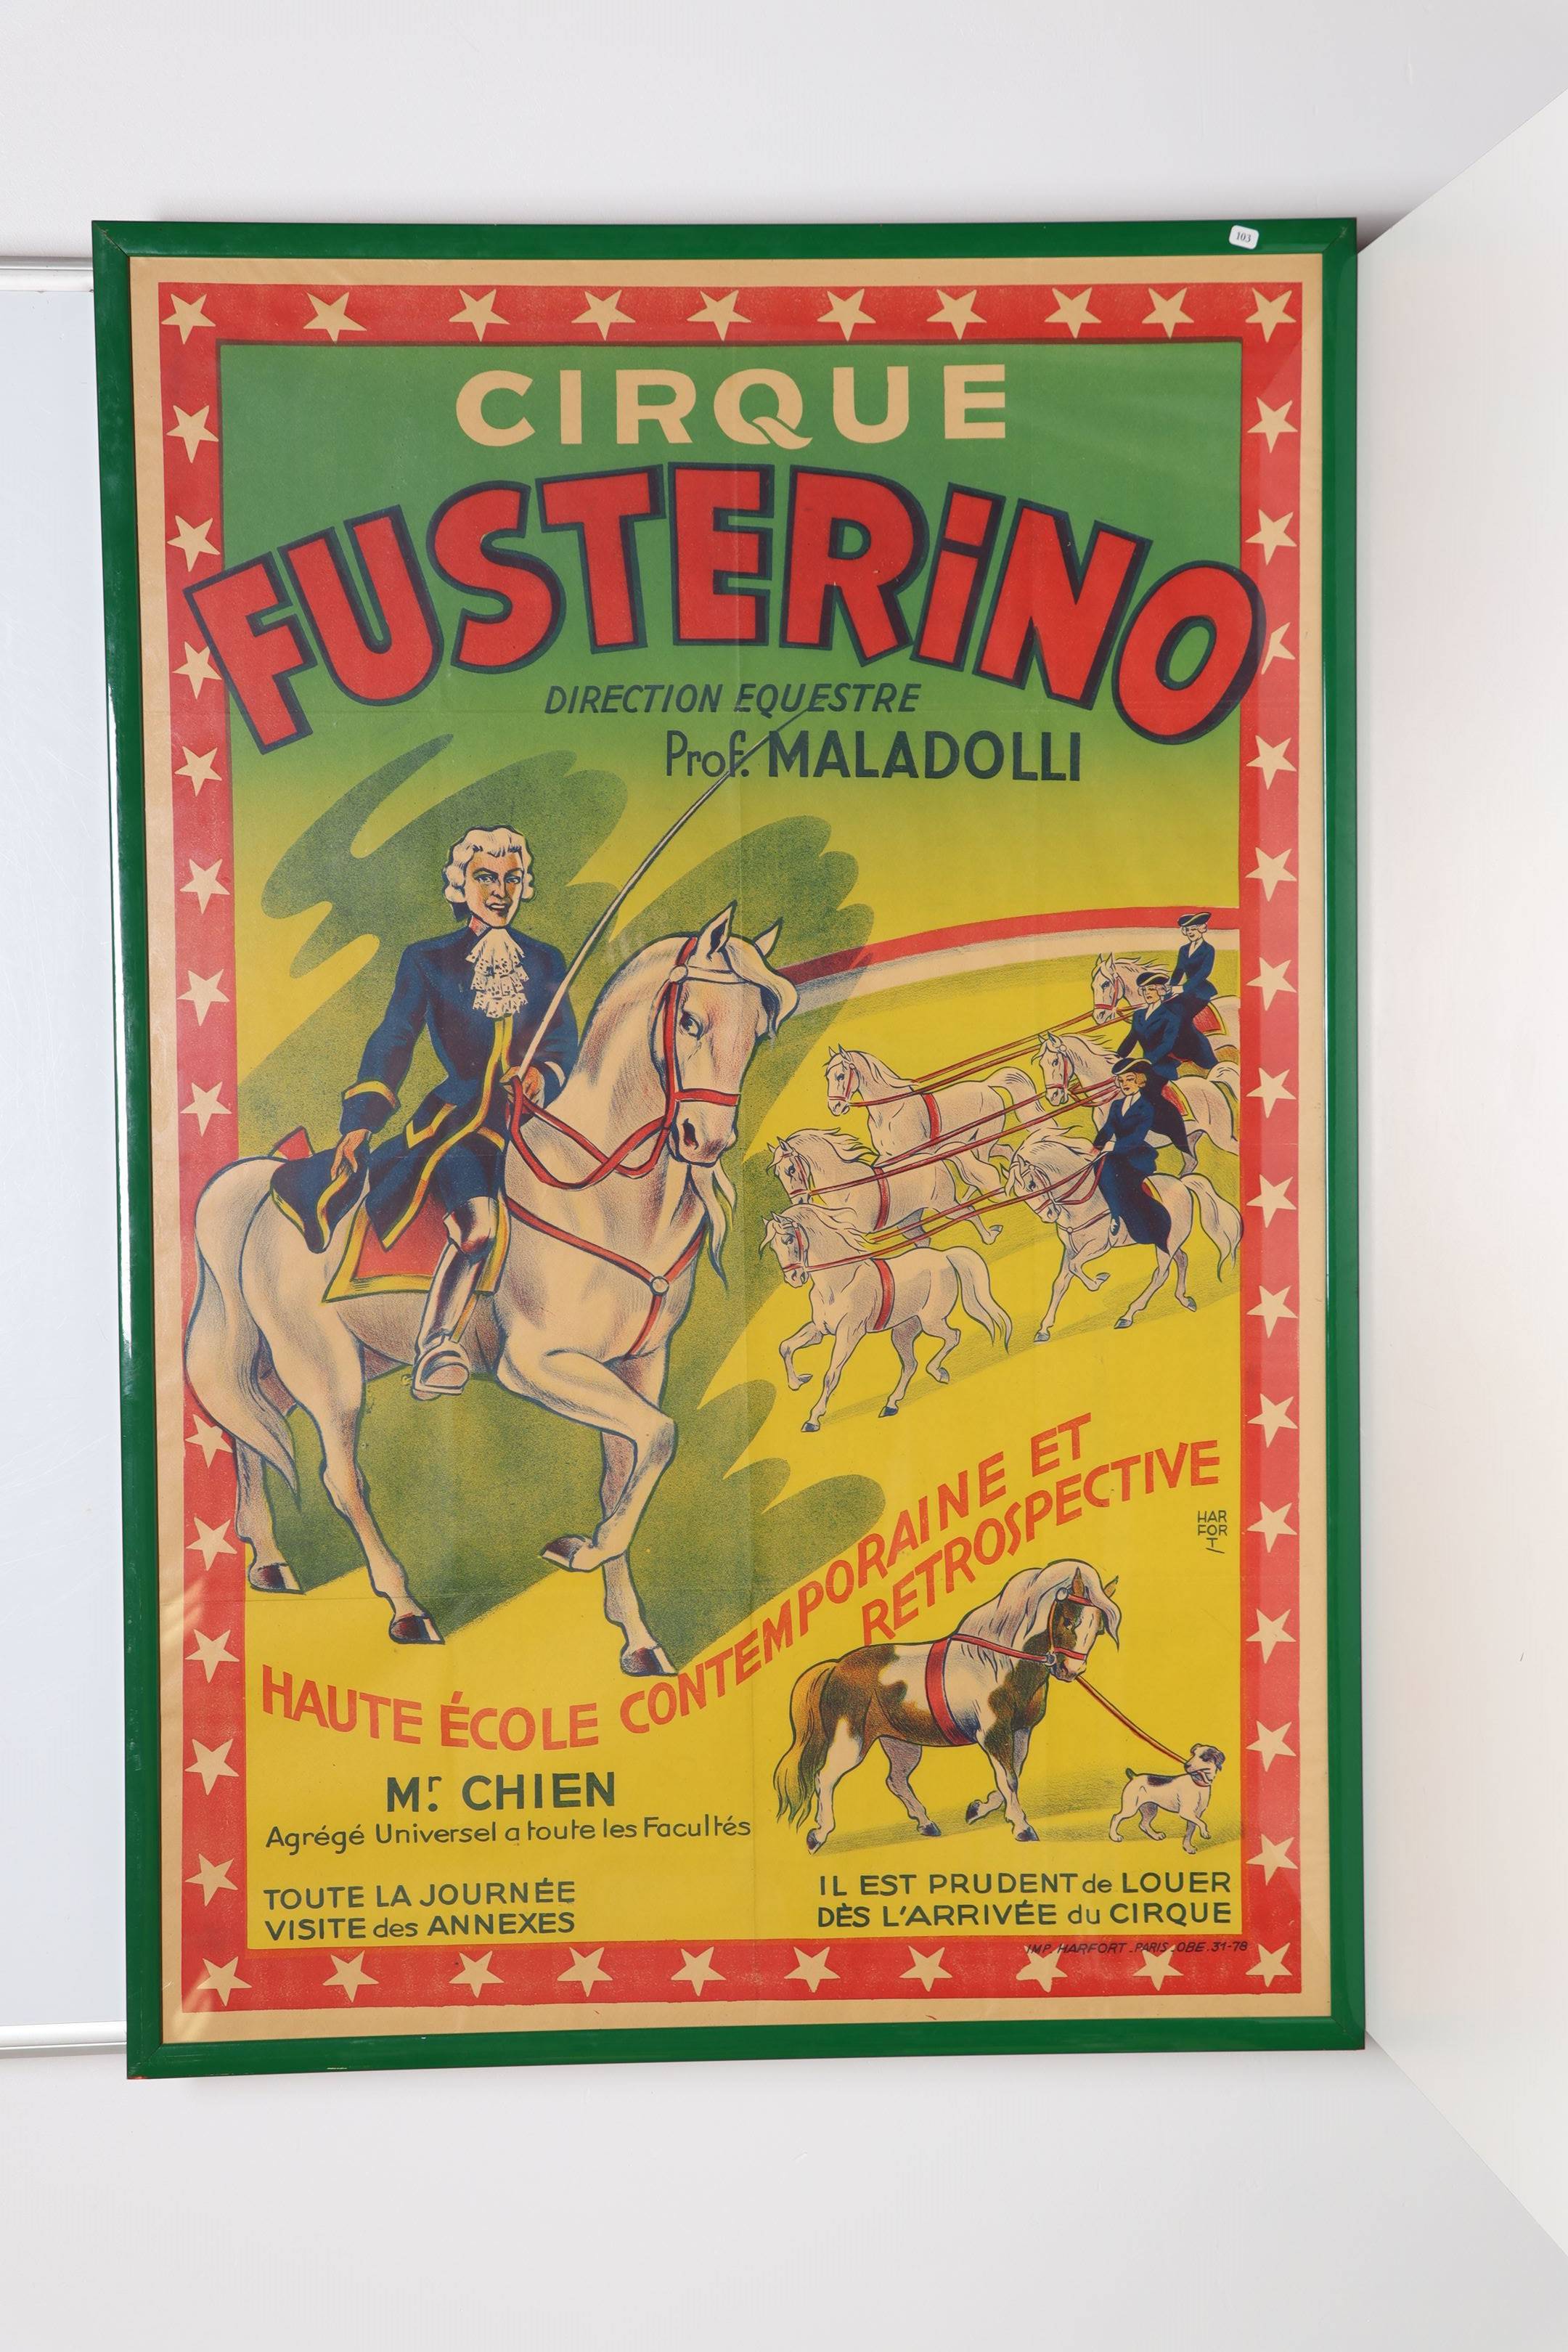 103
CIRQUE
FUSTERiNO
DIRECTION EQUESTRE
Prof. MALADOLLI
HAUTE ÉCOLE CONTEMPORAINE ET
RETROSPECTIVE
HAR
FOR
T
Mr. CHIEN
Agrégé Universel a toute les Facultés
TOUTE LA JOURNÉE
VISITE des ANNEXES
IL EST PRUDENT de LOUER
DÈS L'ARRIVÉE du CIRQUE
IMP. HARFORT. PARIS. OBE. 31-78